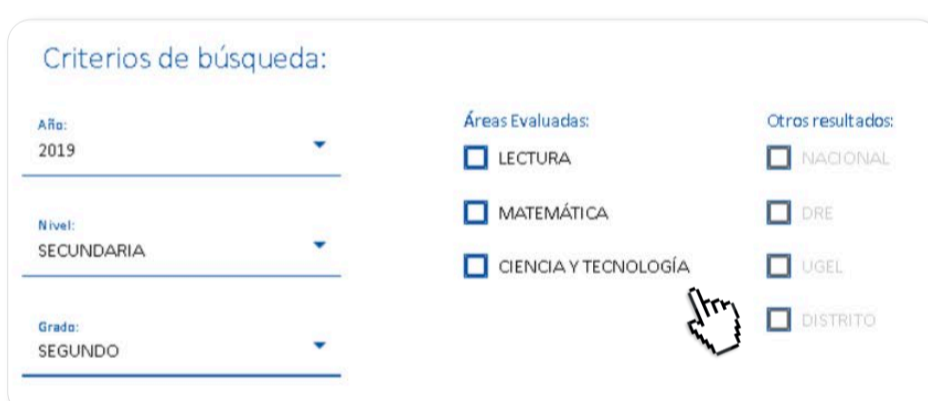 Criterios de búsqueda:
Año:
2019
Nivel:
SECUNDARIA
Grado:
SEGUNDO
Áreas Evaluadas:
LECTURA
MATEMÁTICA
CIENCIA Y TECNOLOGÍA
Otros resultados:
NACIONAL
DRE
UGEL
DISTRITO